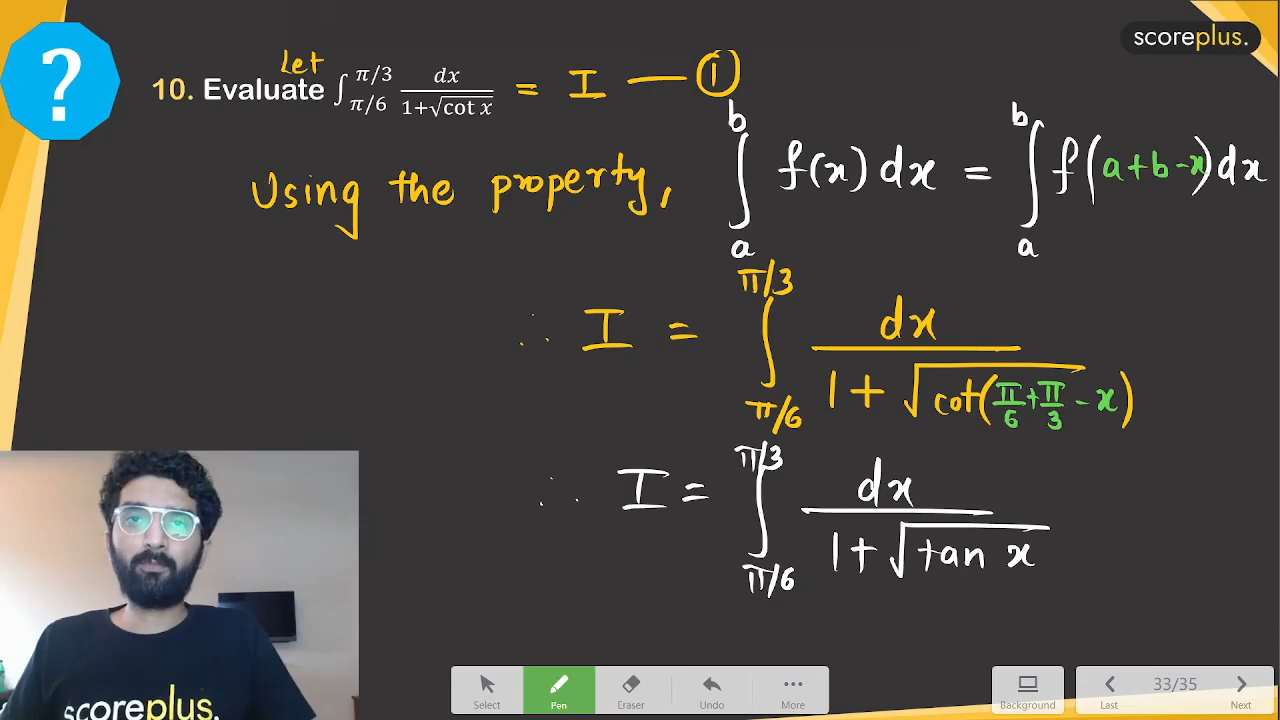 scoreplus.
?
Let
10. Evaluate ∫ π/3 π/6 dx / 1+√cot x = I — ①
Using the property, ∫ b a f(x) dx = ∫ b a f(a+b-x) dx
∴ I = ∫ π/3 π/6 dx / 1 + √cot(π/6 + π/3 - x)
∴ I = ∫ π/3 π/6 dx / 1 + √tan x
scoreplus.
Select Pen Eraser Undo More Background Last 33/35 Next